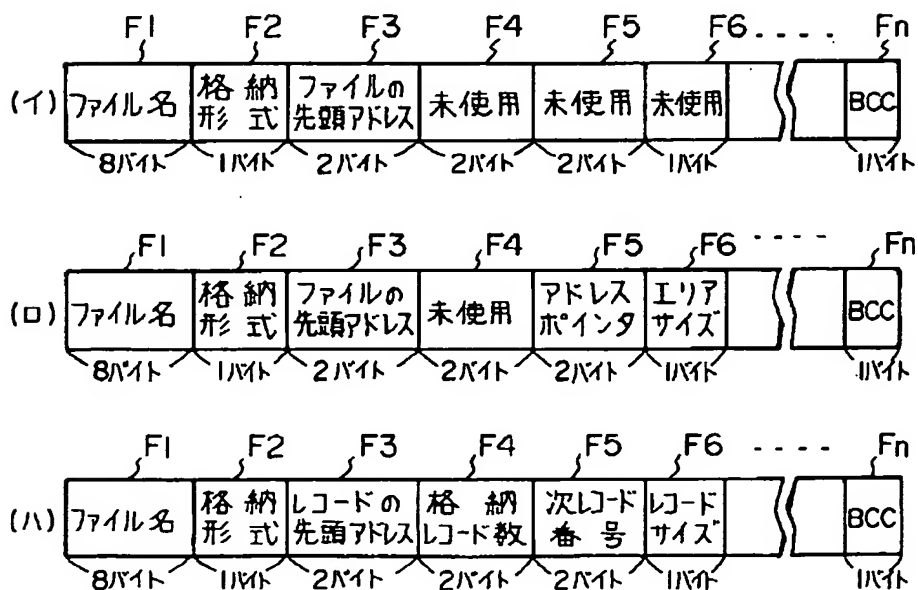 F1 F2 F3 F4 F5 F6 . . . . Fn
(イ) ファイル名 格納形式 ファイルの先頭アドレス 未使用 未使用 未使用 BCC
8バイト 1バイト 2バイト 2バイト 2バイト 1バイト 1バイト
F1 F2 F3 F4 F5 F6 - - - - Fn
(ロ) ファイル名 格納形式 ファイルの先頭アドレス 未使用 アドレスポインタ エリアサイズ BCC
8バイト 1バイト 2バイト 2バイト 2バイト 1バイト 1バイト
F1 F2 F3 F4 F5 F6 - - - - Fn
(ハ) ファイル名 格納形式 レコードの先頭アドレス 格納レコード数 次レコード番号 レコードサイズ BCC
8バイト 1バイト 2バイト 2バイト 2バイト 1バイト 1バイト